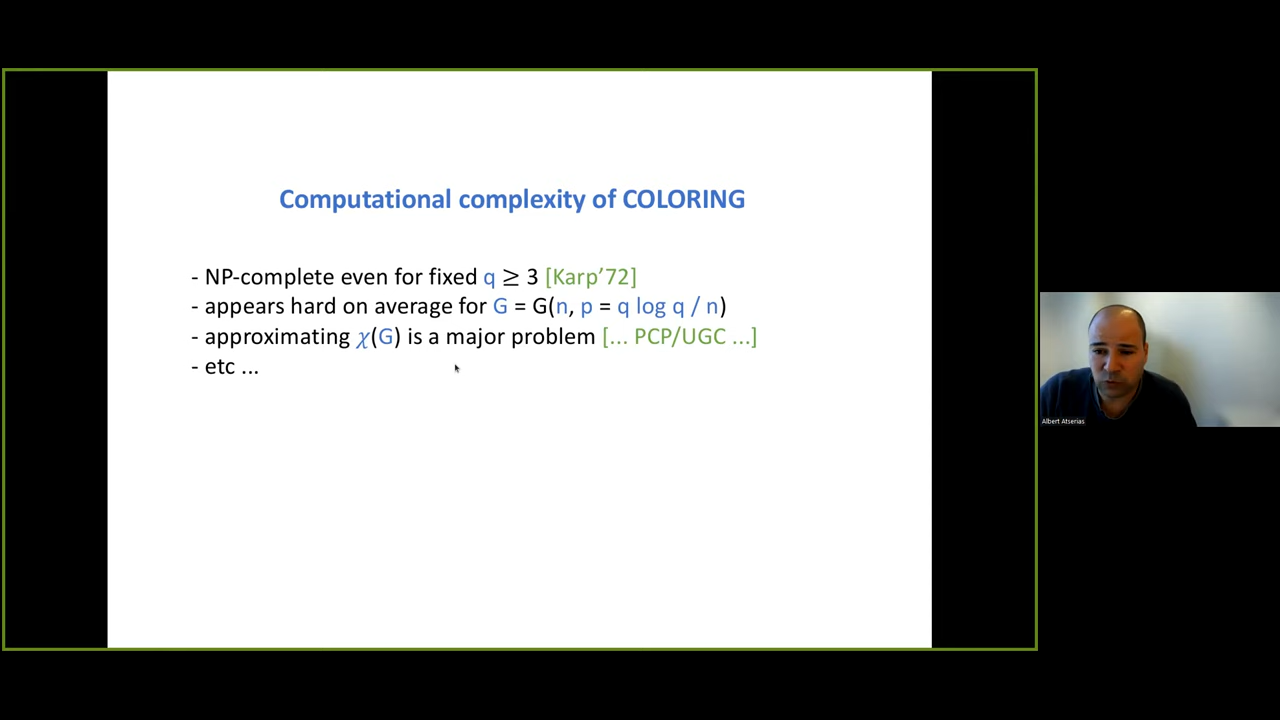 Computational complexity of COLORING
- NP-complete even for fixed q ≥ 3 [Karp’72]
- appears hard on average for G = G(n, p = q log q / n)
- approximating χ(G) is a major problem [... PCP/UGC ...]
- etc ...
Albert Atserias